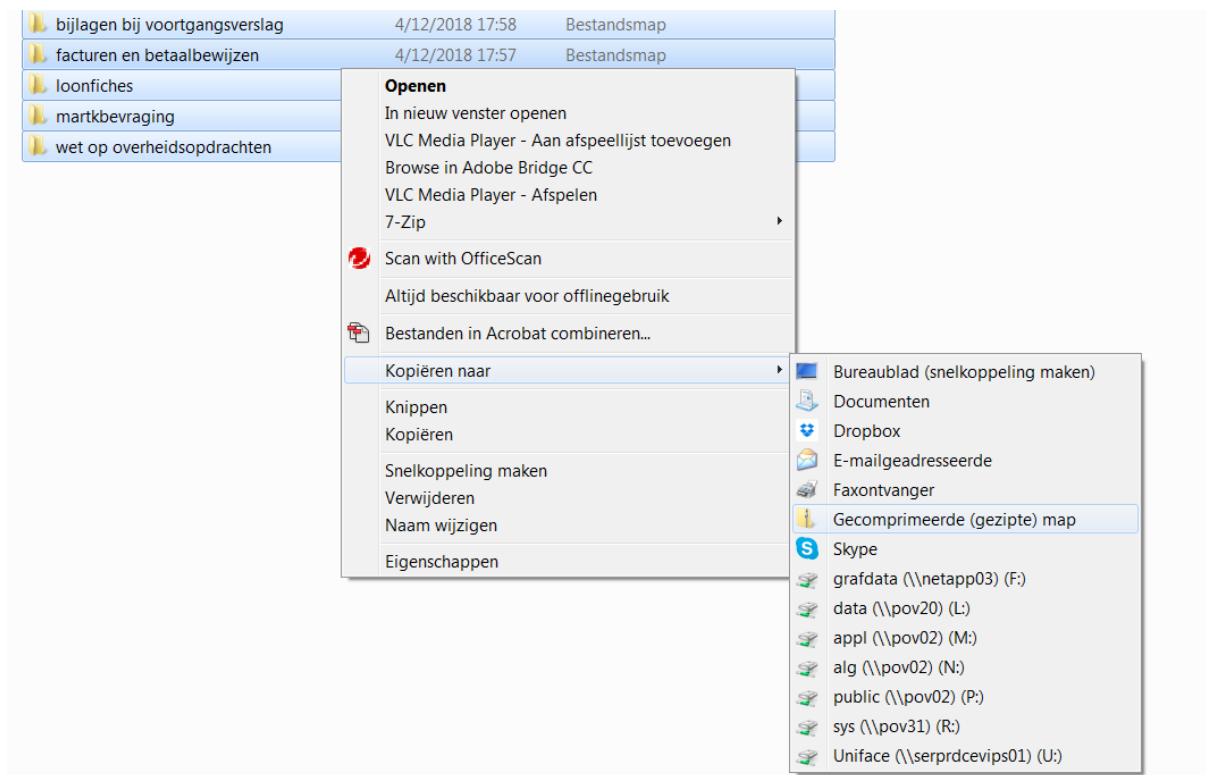 bijlagen bij voortgangsverslag 4/12/2018 17:58 Bestandsmap
facturen en betaalbewijzen 4/12/2018 17:57 Bestandsmap
loonfiches
martkbevraging
wet op overheidsopdrachten
Openen
In nieuw venster openen
VLC Media Player - Aan afspeellijst toevoegen
Browse in Adobe Bridge CC
VLC Media Player - Afspelen
7-Zip
Scan with OfficeScan
Altijd beschikbaar voor offlinegebruik
Bestanden in Acrobat combineren...
Kopiëren naar
Knippen
Kopiëren
Snelkoppeling maken
Verwijderen
Naam wijzigen
Eigenschappen
Bureaublad (snelkoppeling maken)
Documenten
Dropbox
E-mailgeadresseerde
Faxontvanger
Gecomprimeerde (gezipte) map
Skype
grafdata (\\netapp03) (F:)
data (\\pov20) (L:)
appl (\\pov02) (M:)
alg (\\pov02) (N:)
public (\\pov02) (P:)
sys (\\pov31) (R:)
Uniface (\\serprdcevips01) (U:)